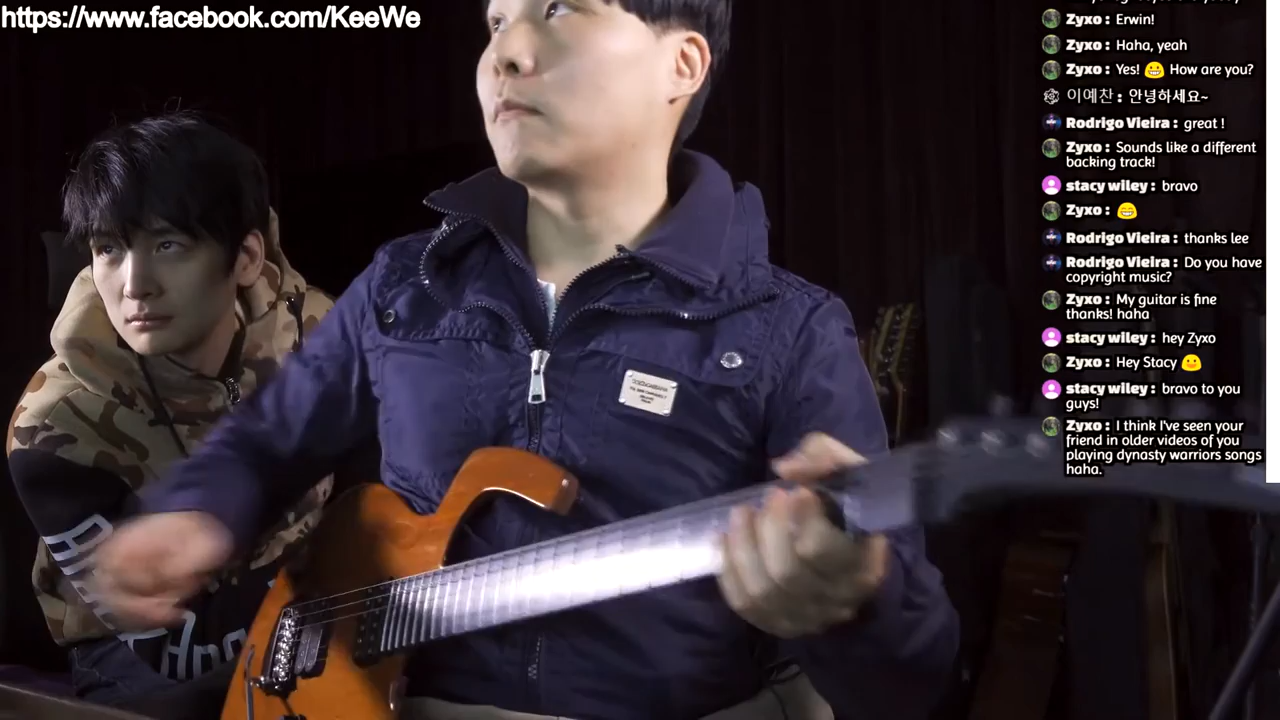 https://www.facebook.com/KeeWe
Zyxo : Erwin!
Zyxo : Haha, yeah
Zyxo : Yes! 😀 How are you?
이예찬 : 안녕하세요~
Rodrigo Vieira : great !
Zyxo : Sounds like a different
backing track!
stacy wiley : bravo
Zyxo : 😁
Rodrigo Vieira : thanks lee
Rodrigo Vieira : Do you have
copyright music?
Zyxo : My guitar is fine
thanks! haha
stacy wiley : hey Zyxo
Zyxo : Hey Stacy 🙂
stacy wiley : bravo to you
guys!
Zyxo : I think I've seen your
friend in older videos of you
playing dynasty warriors songs
haha.